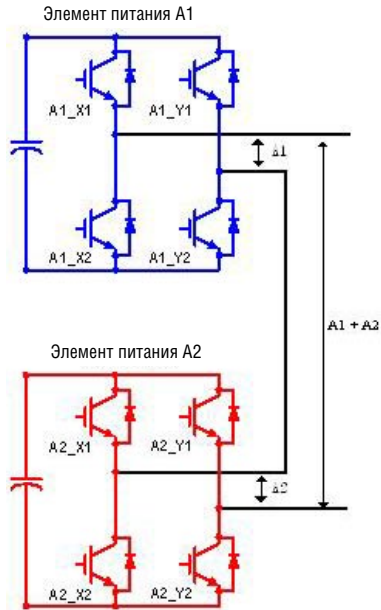 Элемент питания A1
A1_X1
A1_Y1
A1
A1_X2
A1_Y2
A1 + A2
Элемент питания A2
A2_X1
A2_Y1
A2
A2_X2
A2_Y2